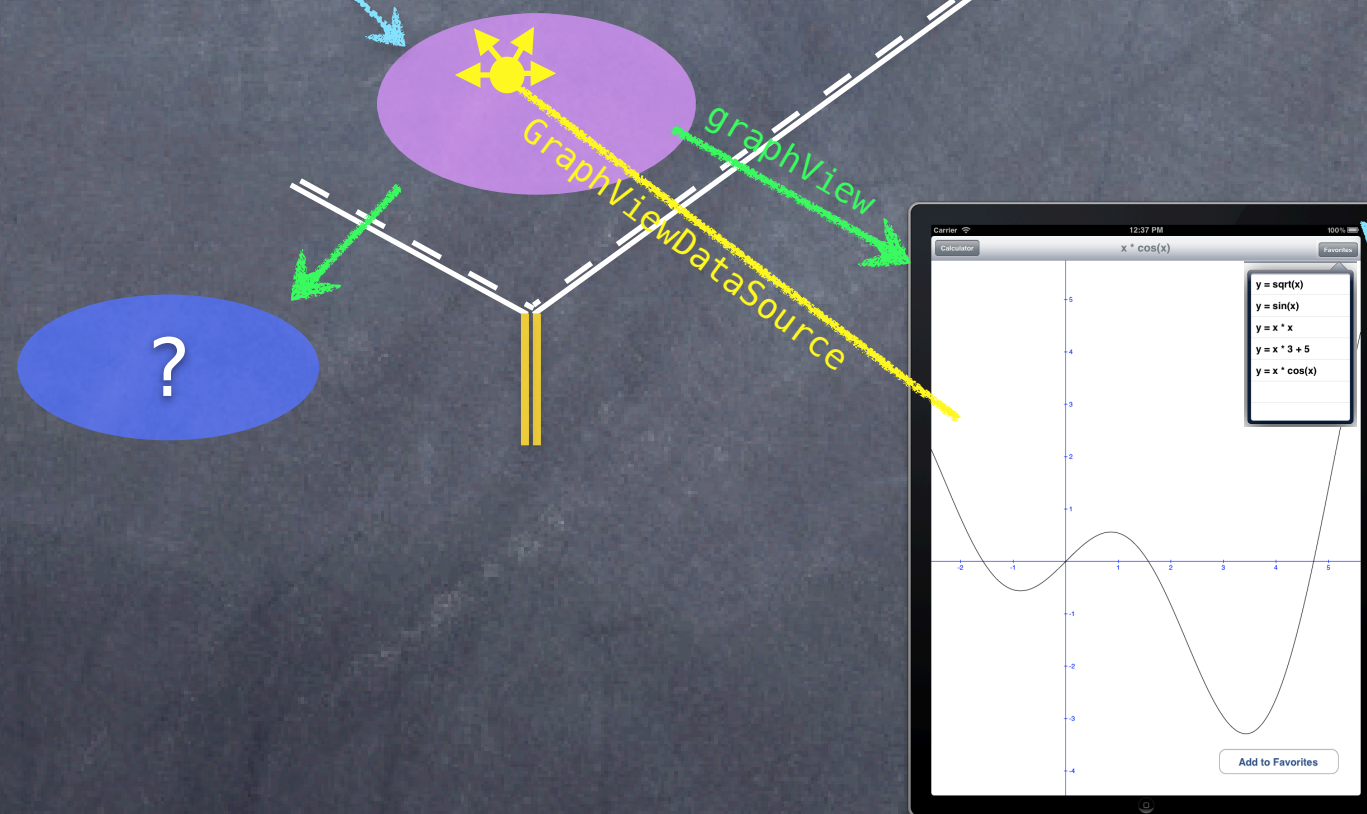 graphView
GraphViewDataSource
?
Carrier 12:37 PM 100%
Calculator x * cos(x) Favorites
y = sqrt(x)
y = sin(x)
y = x * x
y = x * 3 + 5
y = x * cos(x)
5
4
3
2
1
-2 -1 1 2 3 4 5
-1
-2
-3
-4
Add to Favorites